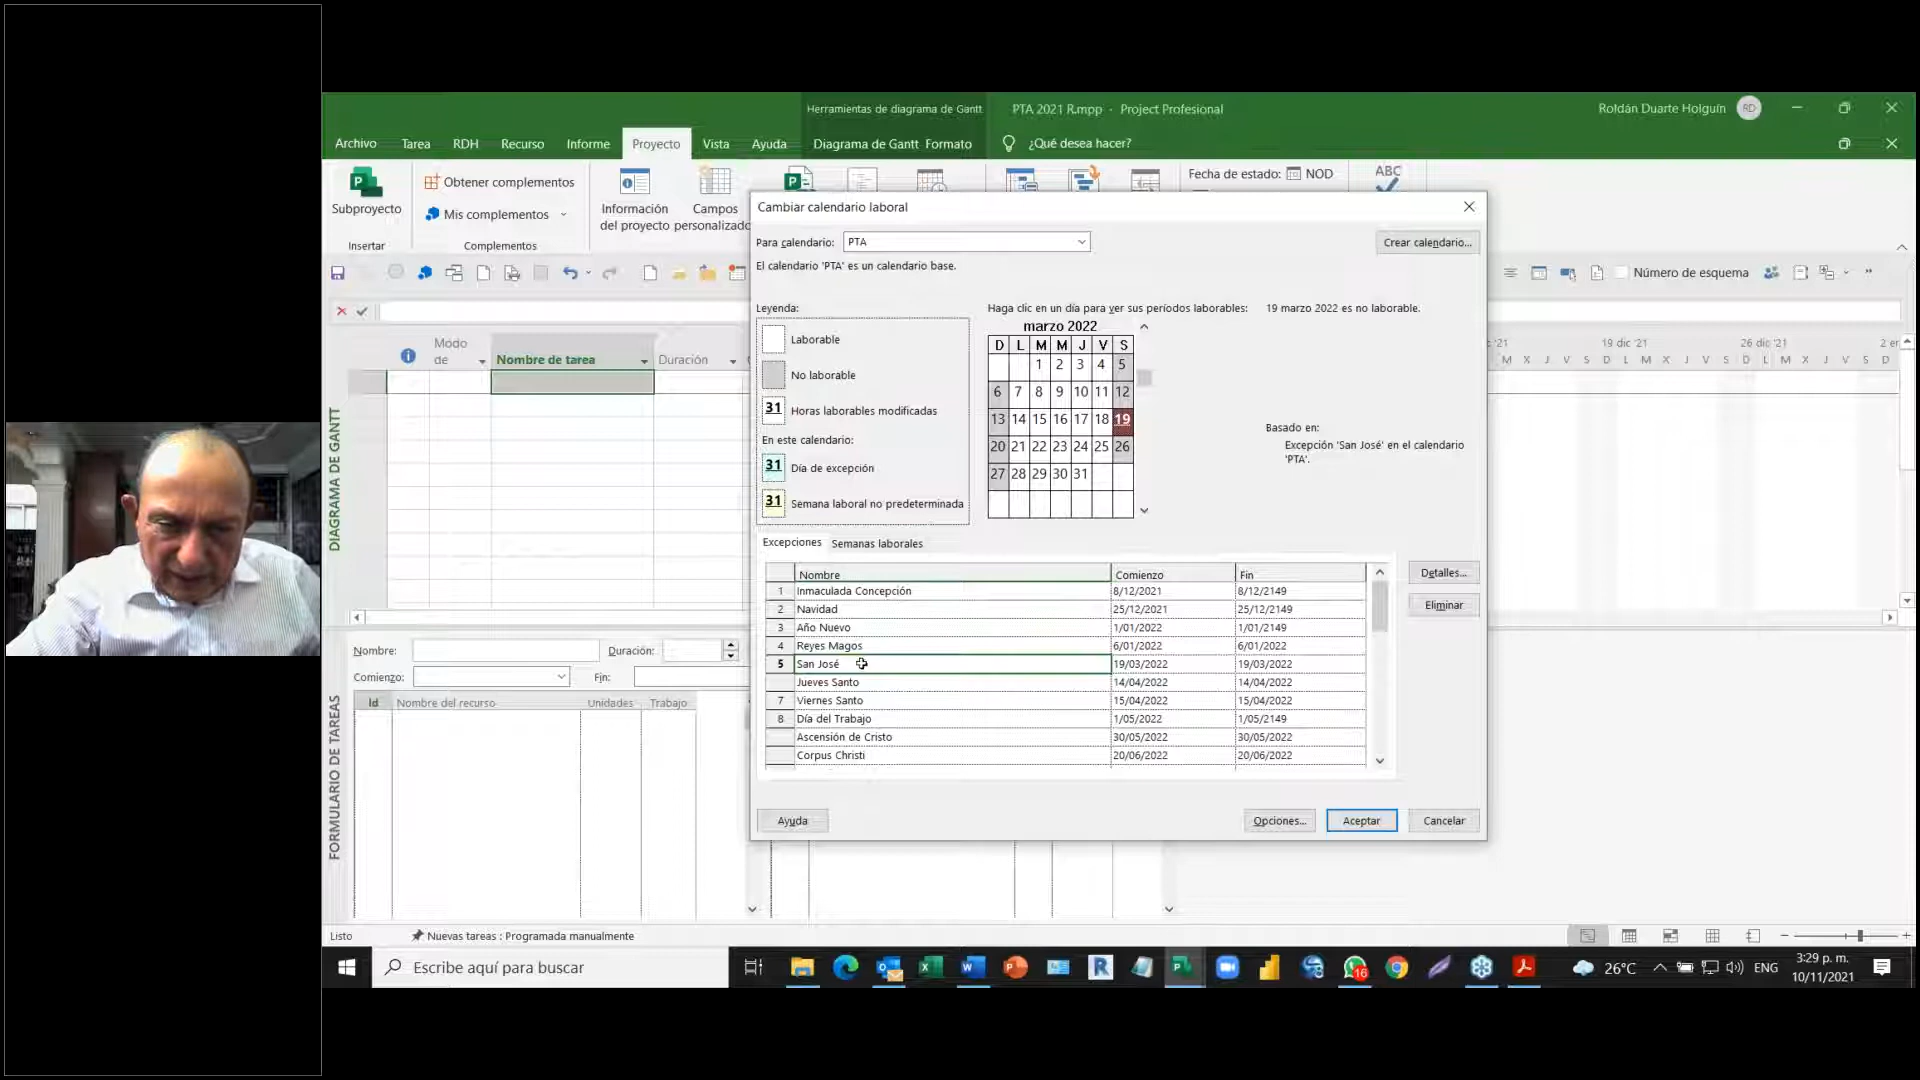 Herramientas de diagrama de Gantt
PTA 2021 R.mpp - Project Profesional
Roldán Duarte Holguín
RD
Archivo
Tarea
RDH
Recurso
Informe
Proyecto
Vista
Ayuda
Diagrama de Gantt Formato
¿Qué desea hacer?
Subproyecto
Insertar
Obtener complementos
Mis complementos
Complementos
Información del proyecto
Campos personalizado
Fecha de estado:
NOD
ABC
Número de esquema
Cambiar calendario laboral
Para calendario:
PTA
Crear calendario...
El calendario 'PTA' es un calendario base.
Leyenda:
Laborable
No laborable
31 Horas laborables modificadas
En este calendario:
31 Día de excepción
31 Semana laboral no predeterminada
Haga clic en un día para ver sus períodos laborables:
19 marzo 2022 es no laborable.
marzo 2022
D L M M J V S
1 2 3 4 5
6 7 8 9 10 11 12
13 14 15 16 17 18 19
20 21 22 23 24 25 26
27 28 29 30 31
Basado en:
Excepción 'San José' en el calendario
'PTA'.
Excepciones
Semanas laborales
Nombre Comienzo Fin
1 Inmaculada Concepción 8/12/2021 8/12/2149
2 Navidad 25/12/2021 25/12/2149
3 Año Nuevo 1/01/2022 1/01/2149
4 Reyes Magos 6/01/2022 6/01/2022
5 San José 19/03/2022 19/03/2022
Jueves Santo 14/04/2022 14/04/2022
7 Viernes Santo 15/04/2022 15/04/2022
8 Día del Trabajo 1/05/2022 1/05/2149
Ascensión de Cristo 30/05/2022 30/05/2022
Corpus Christi 20/06/2022 20/06/2022
Detalles...
Eliminar
Ayuda
Opciones...
Aceptar
Cancelar
DIAGRAMA DE GANTT
Modo de
Nombre de tarea
Duración
'21
19 dic '21
26 dic '21
2 er
M X J V S D L M X J V S D L M X J V S D
FORMULARIO DE TAREAS
Nombre:
Duración:
Comienzo:
Fin:
Id
Nombre del recurso
Unidades
Trabajo
Listo
Nuevas tareas : Programada manualmente
Escribe aquí para buscar
16
26°C
ENG
3:29 p. m.
10/11/2021